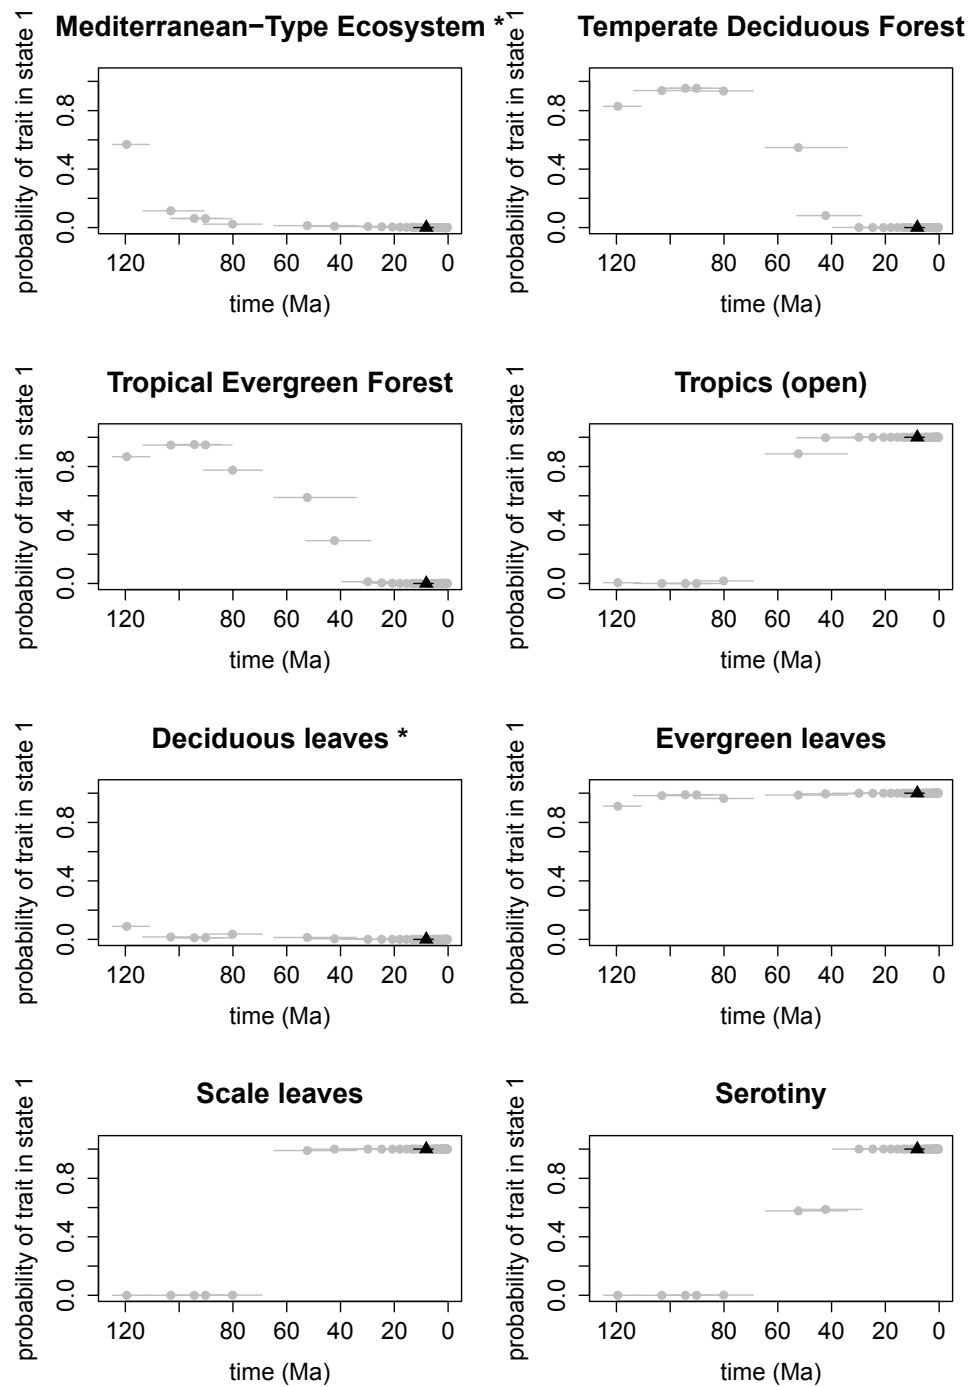 Mediterranean−Type Ecosystem *
probability of trait in state 1
0.0 0.4 0.8
120 80 60 40 20 0
time (Ma)
Temperate Deciduous Forest
probability of trait in state 1
0.0 0.4 0.8
120 80 60 40 20 0
time (Ma)
Tropical Evergreen Forest
probability of trait in state 1
0.0 0.4 0.8
120 80 60 40 20 0
time (Ma)
Tropics (open)
probability of trait in state 1
0.0 0.4 0.8
120 80 60 40 20 0
time (Ma)
Deciduous leaves *
probability of trait in state 1
0.0 0.4 0.8
120 80 60 40 20 0
time (Ma)
Evergreen leaves
probability of trait in state 1
0.0 0.4 0.8
120 80 60 40 20 0
time (Ma)
Scale leaves
probability of trait in state 1
0.0 0.4 0.8
120 80 60 40 20 0
time (Ma)
Serotiny
probability of trait in state 1
0.0 0.4 0.8
120 80 60 40 20 0
time (Ma)